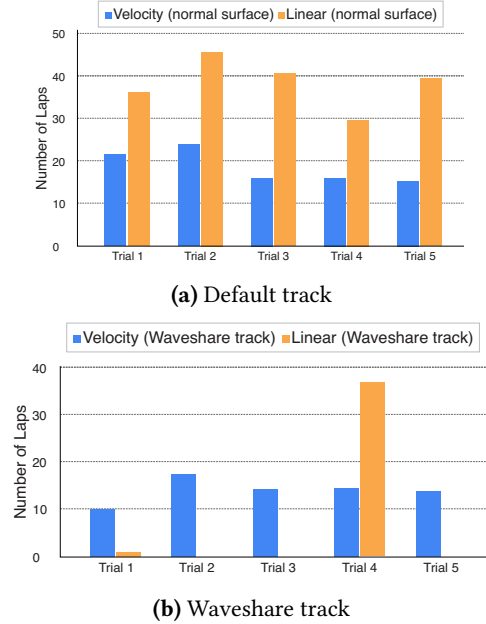 Velocity (normal surface) Linear (normal surface)
50
40
30
20
10
0
Number of Laps
Trial 1 Trial 2 Trial 3 Trial 4 Trial 5
(a) Default track
Velocity (Waveshare track) Linear (Waveshare track)
40
30
20
10
0
Number of Laps
Trial 1 Trial 2 Trial 3 Trial 4 Trial 5
(b) Waveshare track